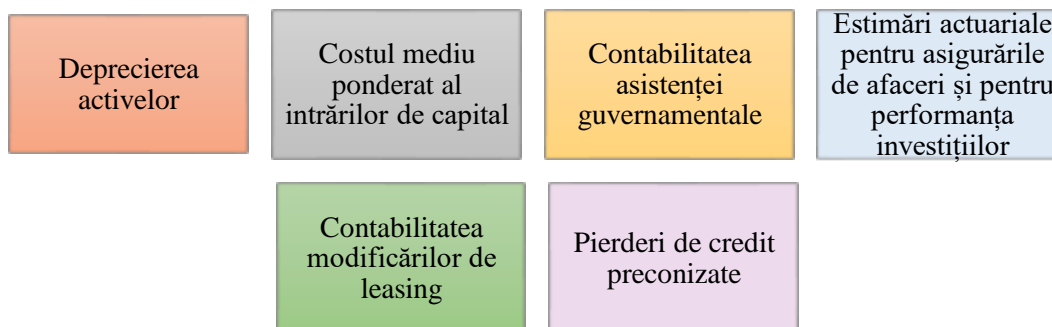 Deprecierea
activelor
Costul mediu
ponderat al
intrărilor de capital
Contabilitatea
asistenței
guvernamentale
Estimări actuariale
pentru asigurările
de afaceri și pentru
performanța
investițiilor
Contabilitatea
modificărilor de
leasing
Pierderi de credit
preconizate